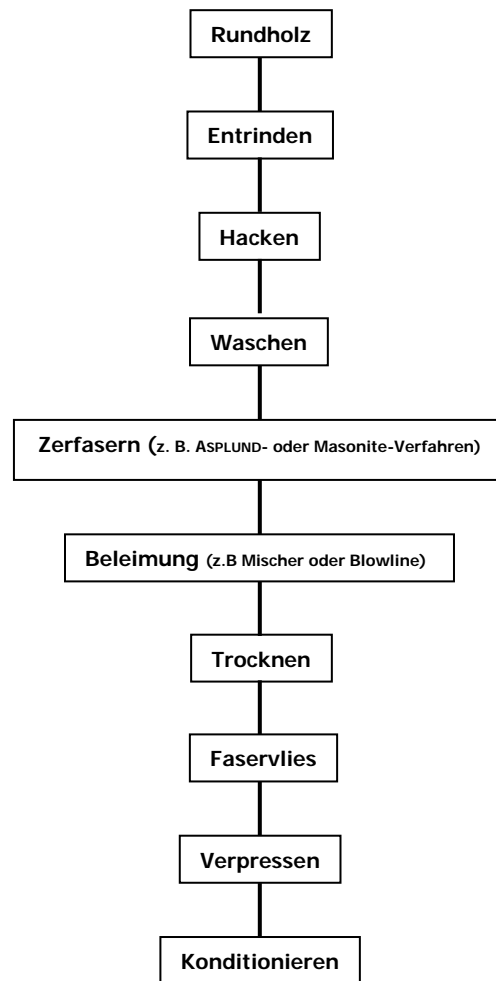 Rundholz
Entrinden
Hacken
Waschen
Zerfasern (z. B. ASPLUND- oder Masonite-Verfahren)
Beleimung (z.B Mischer oder Blowline)
Trocknen
Faservlies
Verpressen
Konditionieren